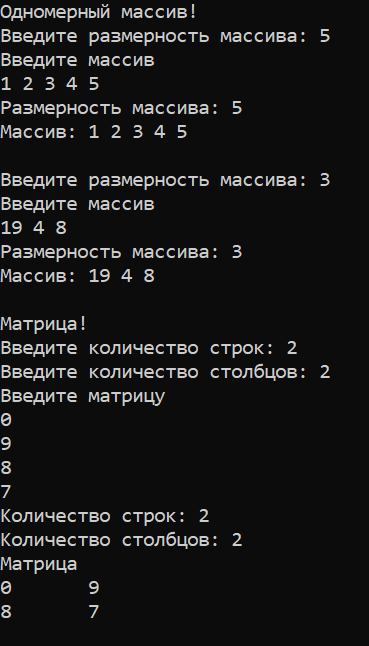 Одномерный массив!
Введите размерность массива: 5
Введите массив
1 2 3 4 5
Размерность массива: 5
Массив: 1 2 3 4 5
Введите размерность массива: 3
Введите массив
19 4 8
Размерность массива: 3
Массив: 19 4 8
Матрица!
Введите количество строк: 2
Введите количество столбцов: 2
Введите матрицу
0
9
8
7
Количество строк: 2
Количество столбцов: 2
Матрица
0 9
8 7